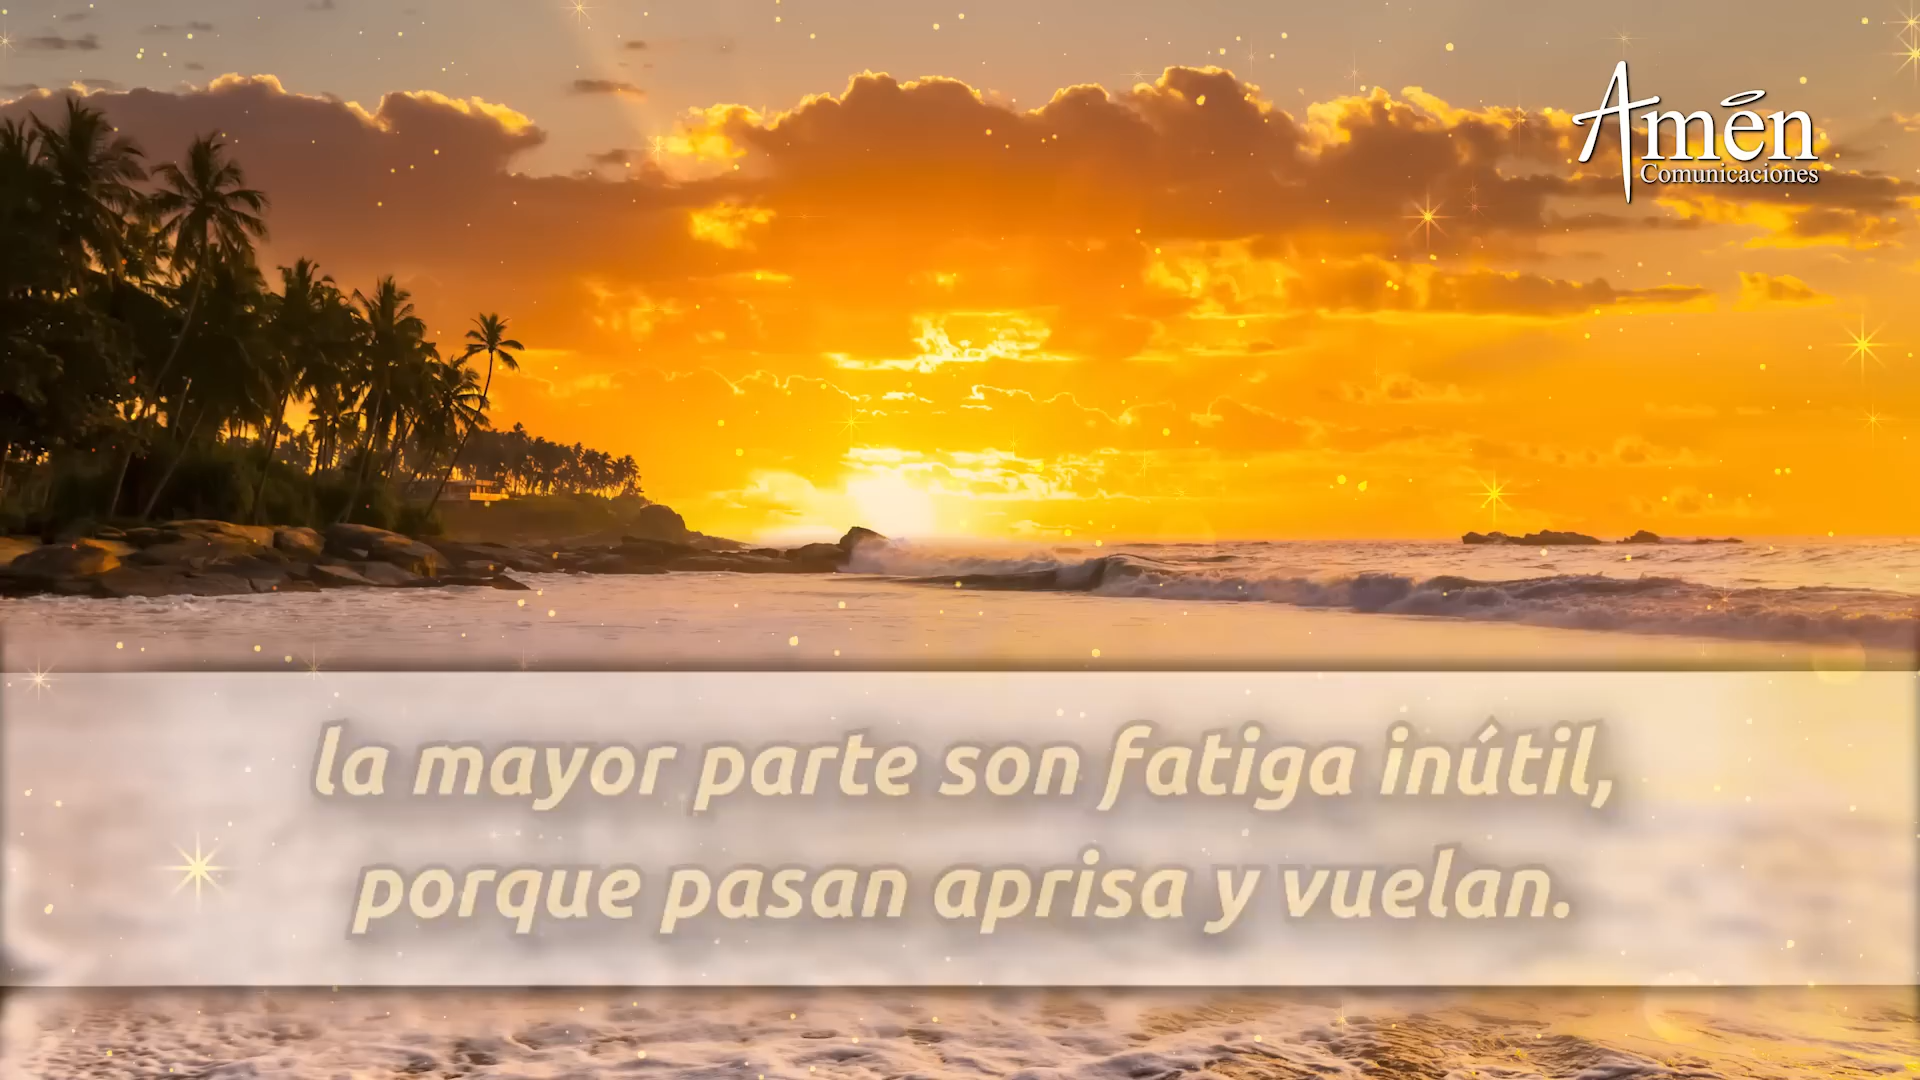 Amén
Comunicaciones
la mayor parte son fatiga inútil,
porque pasan aprisa y vuelan.